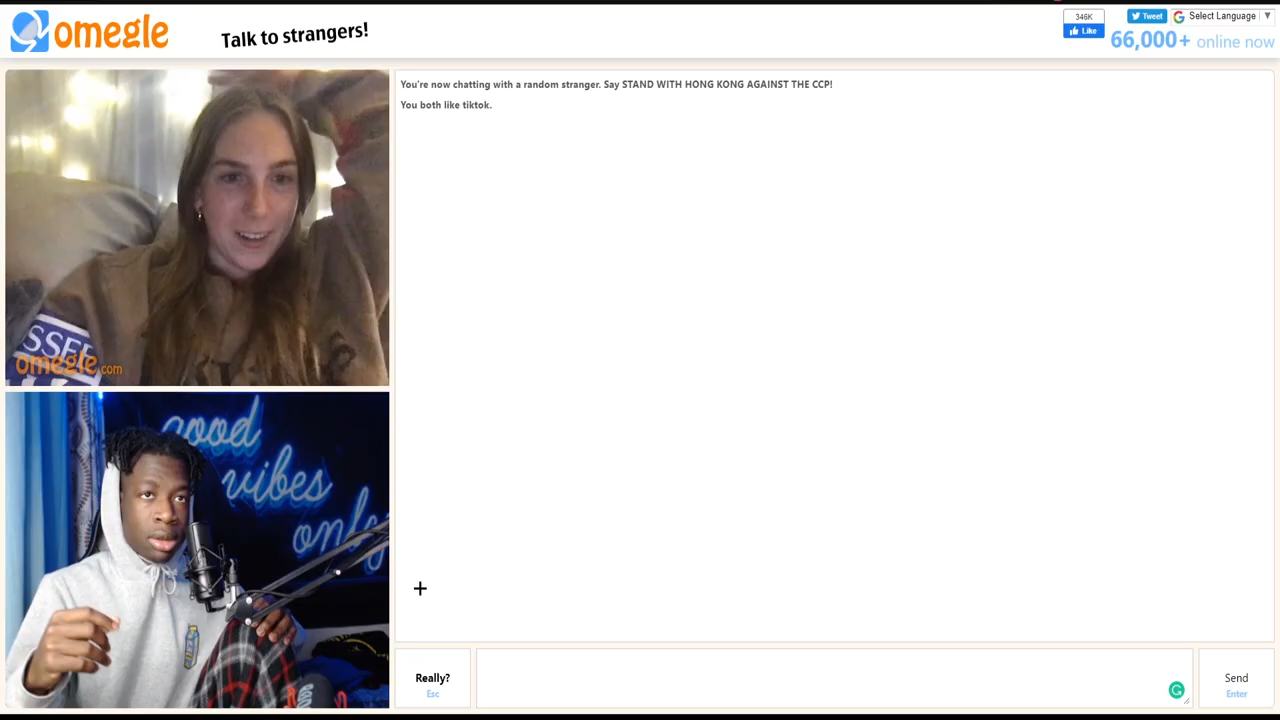 omegle
Talk to strangers!
346K
Like
Tweet
Select Language
66,000+ online now
You're now chatting with a random stranger. Say STAND WITH HONG KONG AGAINST THE CCP!
You both like tiktok.
omegle.com
good
vibes
only
Really?
Esc
Send
Enter